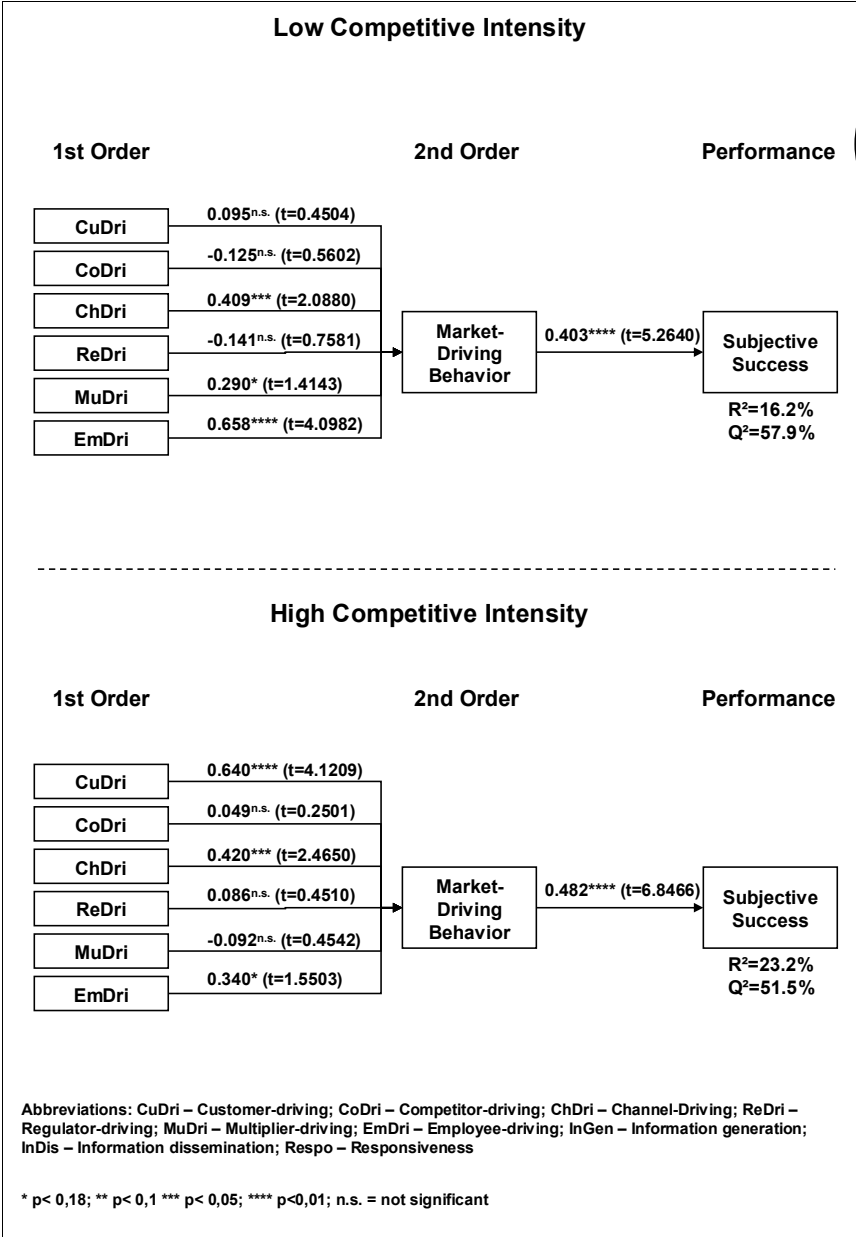 Low Competitive Intensity
1st Order 2nd Order Performance
CuDri 0.095n.s. (t=0.4504)
CoDri -0.125n.s. (t=0.5602)
ChDri 0.409*** (t=2.0880)
ReDri -0.141n.s. (t=0.7581)
MuDri 0.290* (t=1.4143)
EmDri 0.658**** (t=4.0982)
Market-
Driving
Behavior
0.403**** (t=5.2640)
Subjective
Success
R²=16.2%
Q²=57.9%
High Competitive Intensity
1st Order 2nd Order Performance
CuDri 0.640**** (t=4.1209)
CoDri 0.049n.s. (t=0.2501)
ChDri 0.420*** (t=2.4650)
ReDri 0.086n.s. (t=0.4510)
MuDri -0.092n.s. (t=0.4542)
EmDri 0.340* (t=1.5503)
Market-
Driving
Behavior
0.482**** (t=6.8466)
Subjective
Success
R²=23.2%
Q²=51.5%
Abbreviations: CuDri – Customer-driving; CoDri – Competitor-driving; ChDri – Channel-Driving; ReDri –
Regulator-driving; MuDri – Multiplier-driving; EmDri – Employee-driving; InGen – Information generation;
InDis – Information dissemination; Respo – Responsiveness
* p< 0,18; ** p< 0,1 *** p< 0,05; **** p<0,01; n.s. = not significant